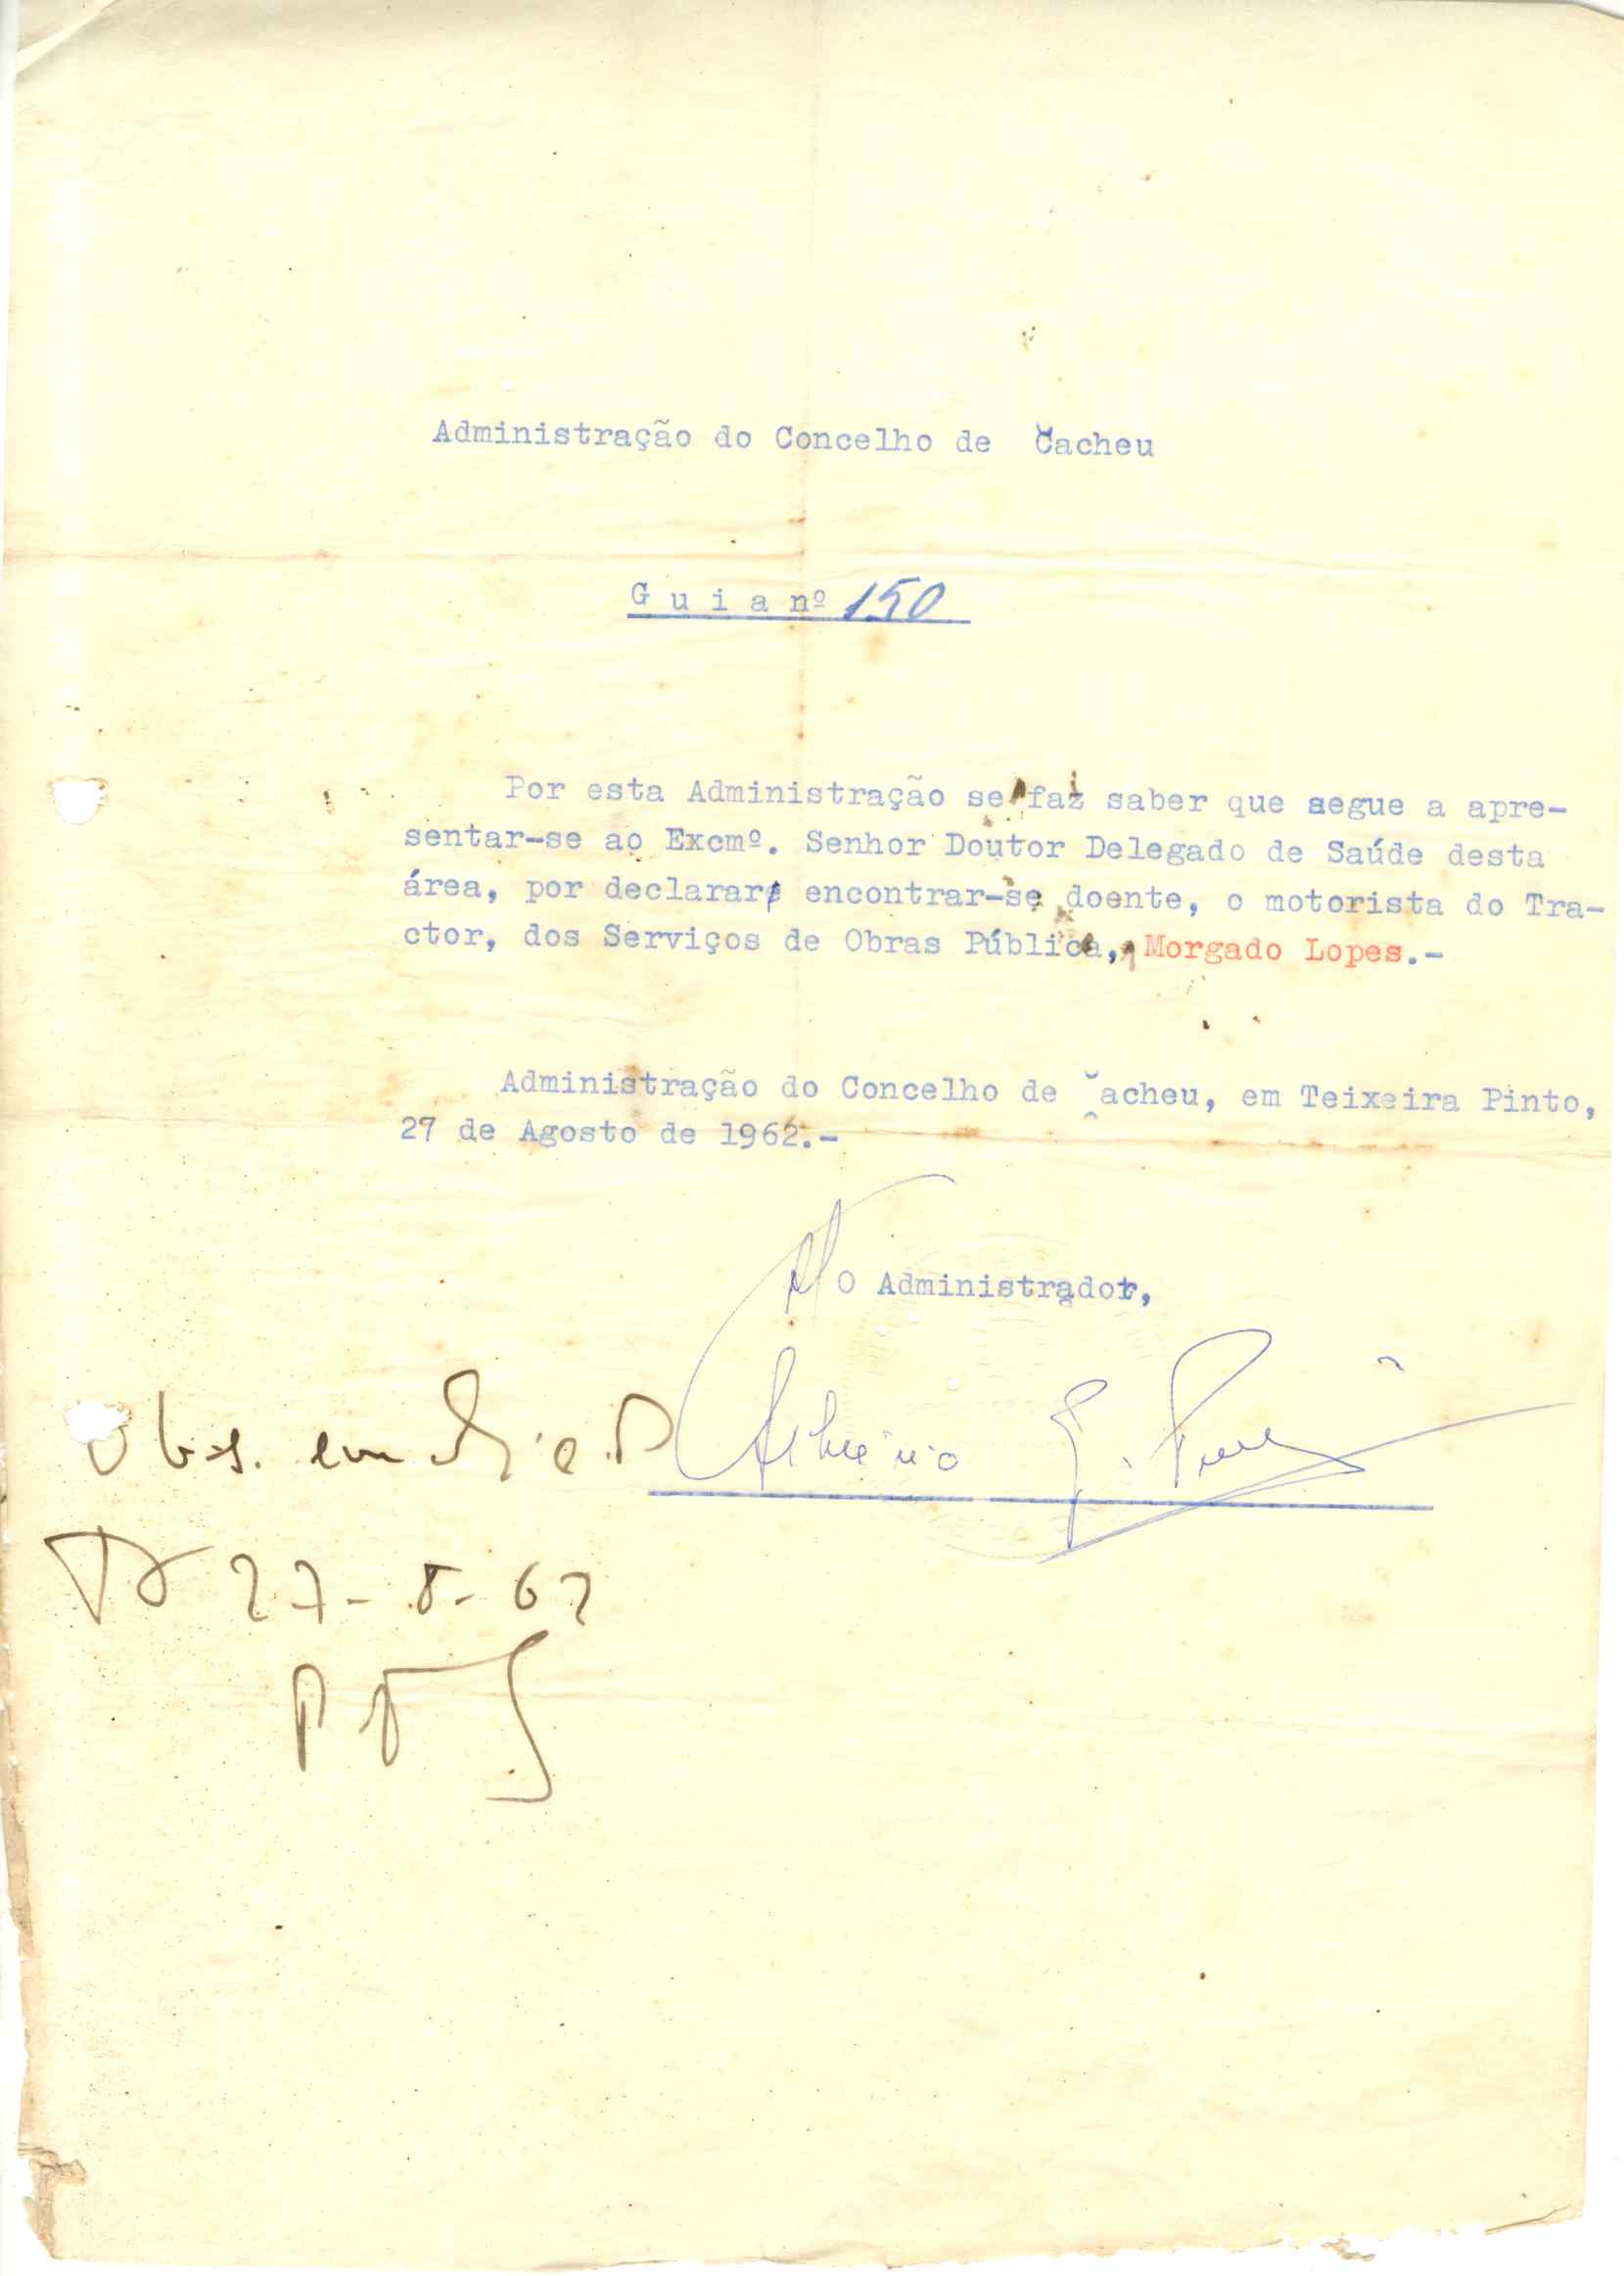 Administração do Concelho de Cacheu
G u i a nº 150
Por esta Administração se faz saber que segue a apre-
sentar-se ao Excmº. Senhor Doutor Delegado de Saúde desta
área, por declarar encontrar-se doente, o motorista do Tra-
ctor, dos Serviços de Obras Pública, Morgado Lopes.-
Administração do Concelho de Cacheu, em Teixeira Pinto,
27 de Agosto de 1962.-
O Administrador,
Obs. em
27-8-62